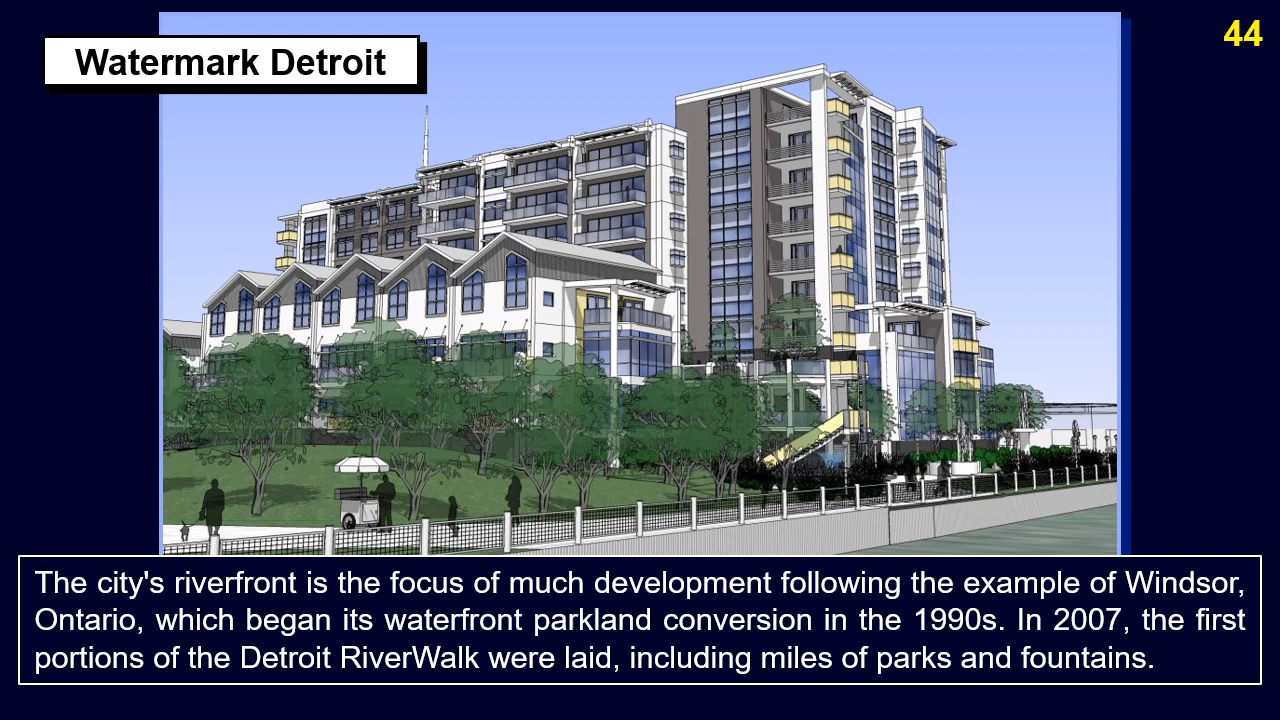 Watermark Detroit
44
The city's riverfront is the focus of much development following the example of Windsor,
Ontario, which began its waterfront parkland conversion in the 1990s. In 2007, the first
portions of the Detroit RiverWalk were laid, including miles of parks and fountains.